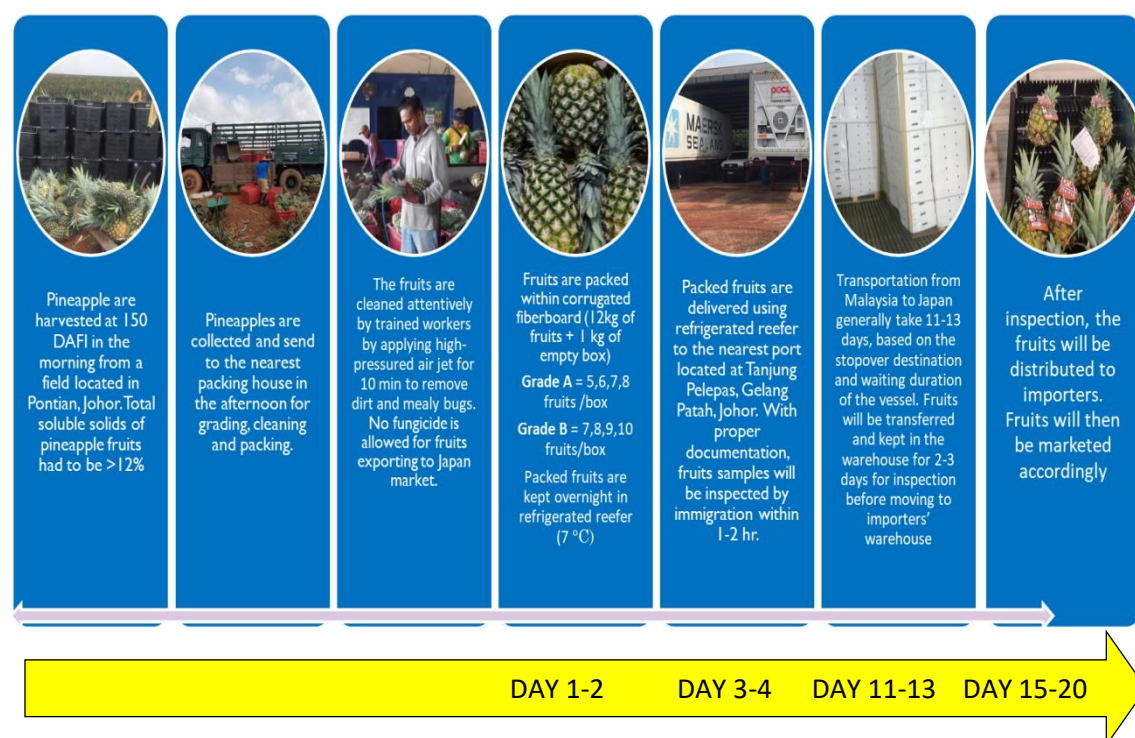 Pineapple are
harvested at 150
DAFI in the
morning from a
field located in
Pontian, Johor. Total
soluble solids of
pineapple fruits
had to be >12%
Pineapples are
collected and send
to the nearest
packing house in
the afternoon for
grading, cleaning
and packing.
The fruits are
cleaned attentively
by trained workers
by applying high-
pressured air jet for
10 min to remove
dirt and mealy bugs.
No fungicide is
allowed for fruits
exporting to Japan
market.
Fruits are packed
within corrugated
fiberboard (12kg of
fruits + 1 kg of
empty box)
Grade A = 5,6,7,8
fruits /box
Grade B = 7,8,9,10
fruits/box
Packed fruits are
kept overnight in
refrigerated reefer
(7 °C)
MAERSK
SEALAND
Packed fruits are
delivered using
refrigerated reefer
to the nearest port
located at Tanjung
Pelepas, Gelang
Patah, Johor. With
proper
documentation,
fruits samples will
be inspected by
immigration within
1-2 hr.
Transportation from
Malaysia to Japan
generally take 11-13
days, based on the
stopover destination
and waiting duration
of the vessel. Fruits
will be transferred
and kept in the
warehouse for 2-3
days for inspection
before moving to
importers'
warehouse
After
inspection, the
fruits will be
distributed to
importers.
Fruits will then
be marketed
accordingly
DAY 1-2
DAY 3-4
DAY 11-13
DAY 15-20